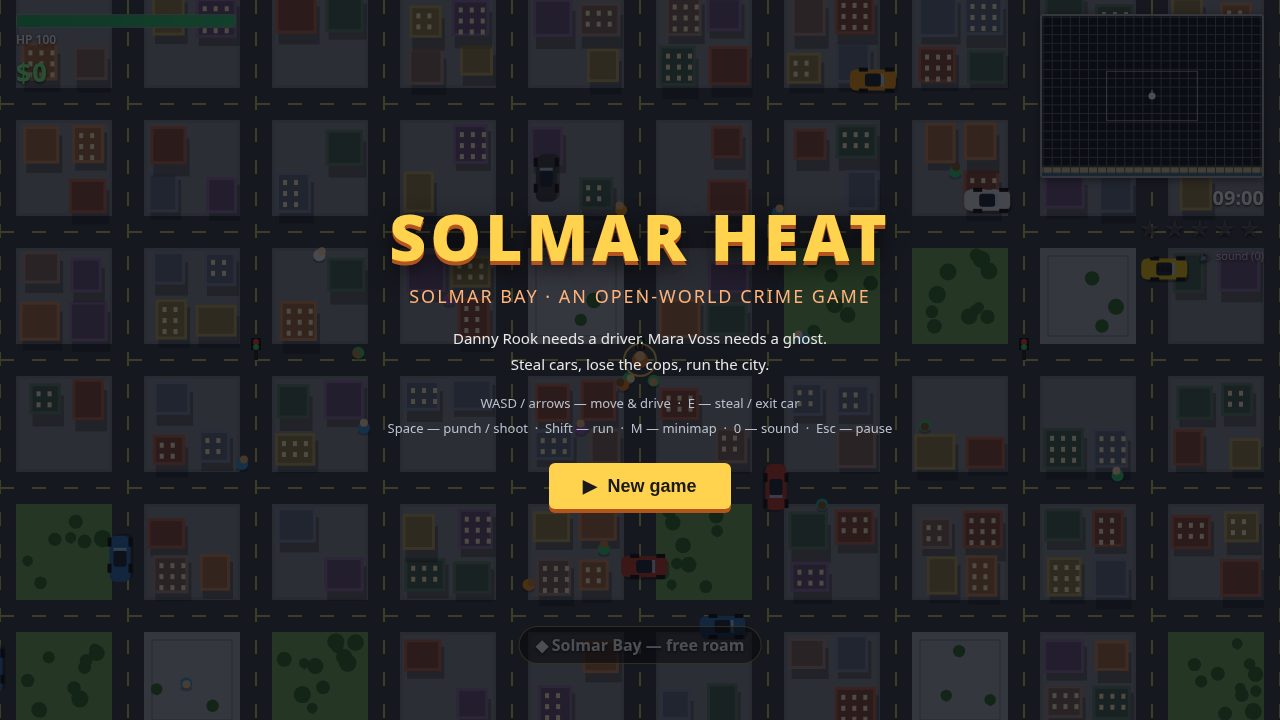 HP 100
$0
09:00
sound (0)
SOLMAR HEAT
SOLMAR BAY · AN OPEN-WORLD CRIME GAME
Danny Rook needs a driver. Mara Voss needs a ghost.
Steal cars, lose the cops, run the city.
WASD / arrows — move & drive · E — steal / exit car
Space — punch / shoot · Shift — run · M — minimap · 0 — sound · Esc — pause
▶ New game
◆ Solmar Bay — free roam